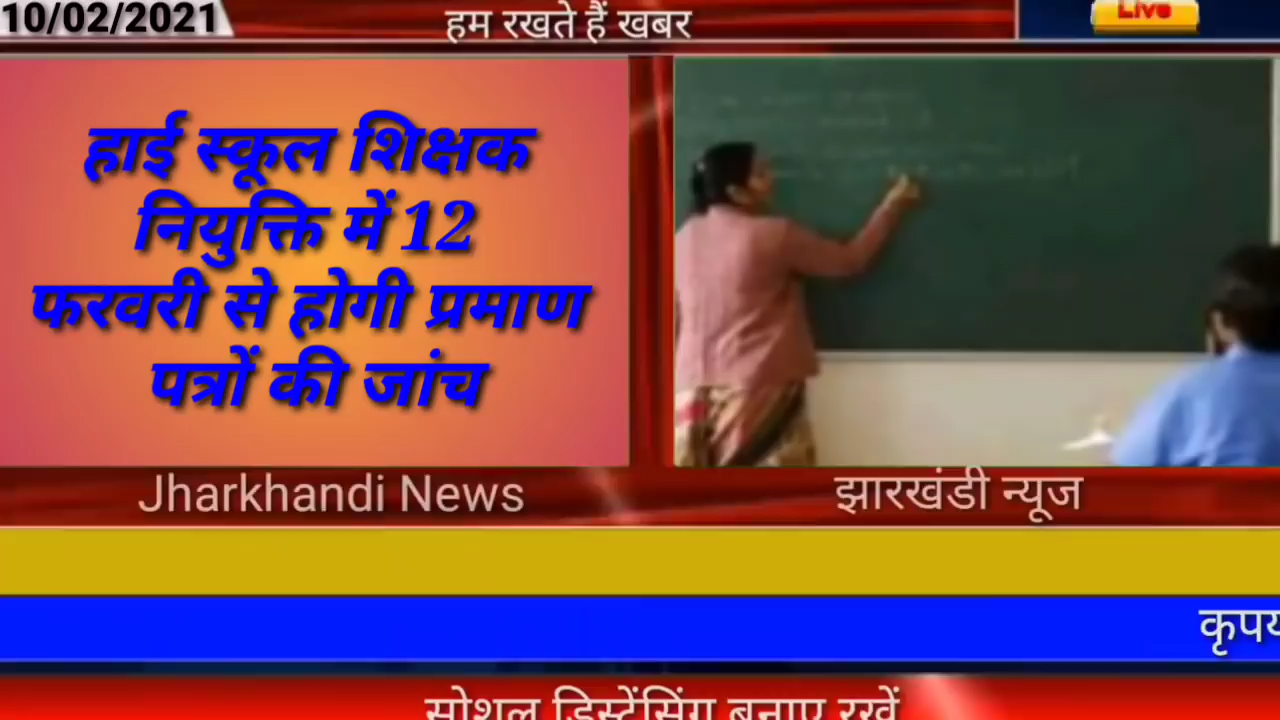 10/02/2021
हम रखते हैं खबर
Live
हाई स्कूल शिक्षक
नियुक्ति में 12
फरवरी से होगी प्रमाण
पत्रों की जांच
Jharkhandi News
झारखंडी न्यूज
सोशल डिस्टेंसिंग बनाए रखें